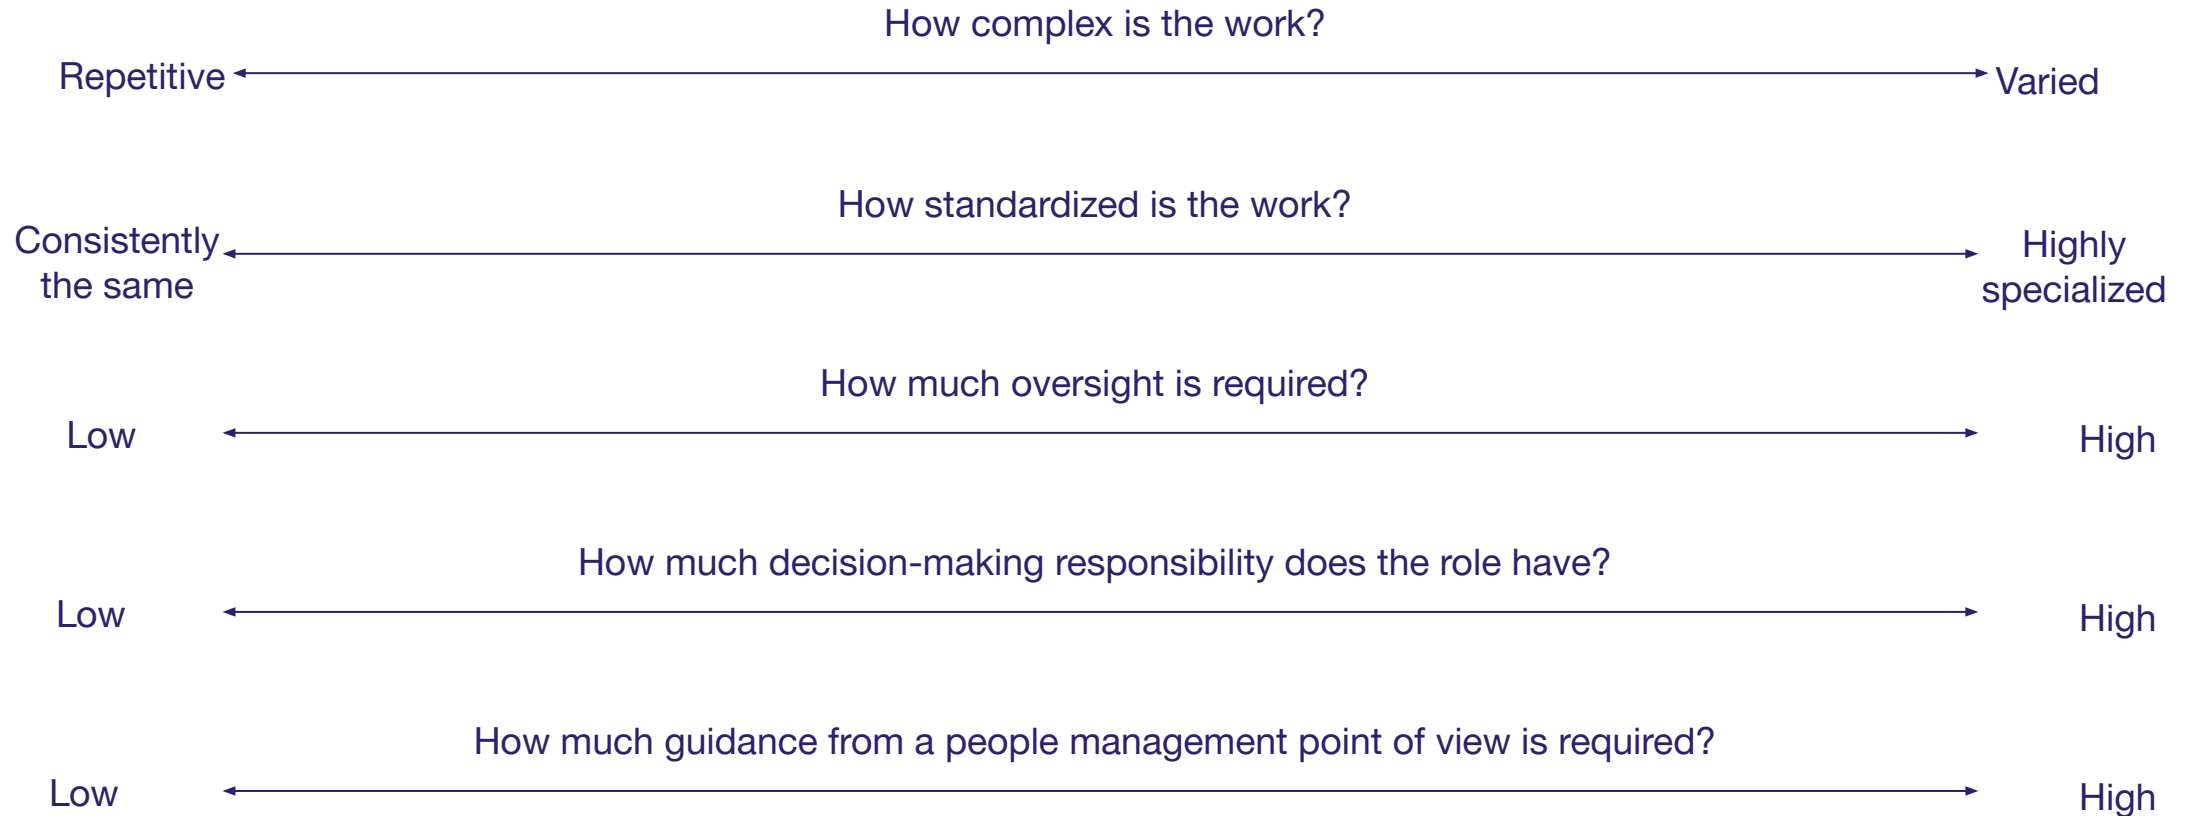 How complex is the work?
Repetitive
Varied
How standardized is the work?
Consistently
the same
Highly
specialized
How much oversight is required?
Low
High
How much decision-making responsibility does the role have?
Low
High
How much guidance from a people management point of view is required?
Low
High